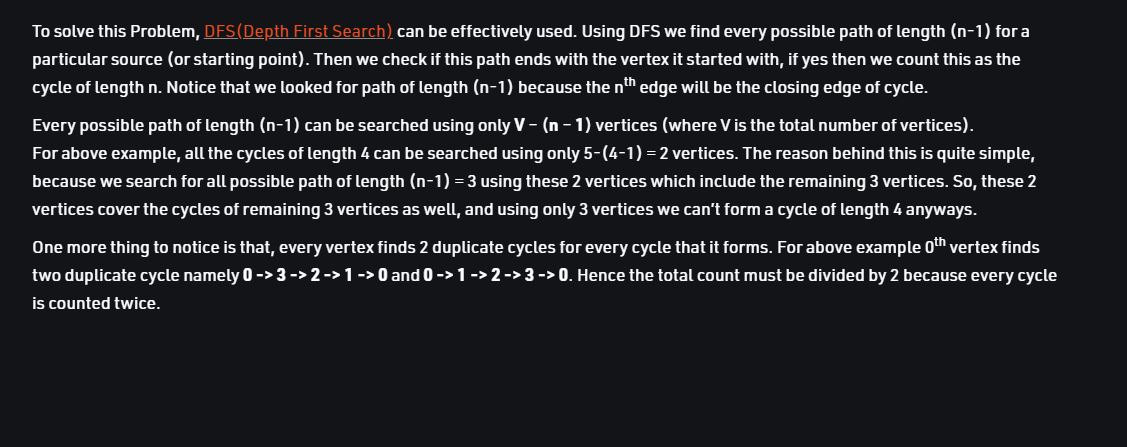 To solve this Problem, DFS(Depth First Search) can be effectively used. Using DFS we find every possible path of length (n-1) for a
particular source (or starting point). Then we check if this path ends with the vertex it started with, if yes then we count this as the
cycle of length n. Notice that we looked for path of length (n-1) because the nth edge will be the closing edge of cycle.
Every possible path of length (n-1) can be searched using only V – (n – 1) vertices (where V is the total number of vertices).
For above example, all the cycles of length 4 can be searched using only 5-(4-1) = 2 vertices. The reason behind this is quite simple,
because we search for all possible path of length (n-1) = 3 using these 2 vertices which include the remaining 3 vertices. So, these 2
vertices cover the cycles of remaining 3 vertices as well, and using only 3 vertices we can't form a cycle of length 4 anyways.
One more thing to notice is that, every vertex finds 2 duplicate cycles for every cycle that it forms. For above example 0th vertex finds
two duplicate cycle namely 0 -> 3 -> 2 -> 1 -> 0 and 0 -> 1 -> 2 -> 3 -> 0. Hence the total count must be divided by 2 because every cycle
is counted twice.